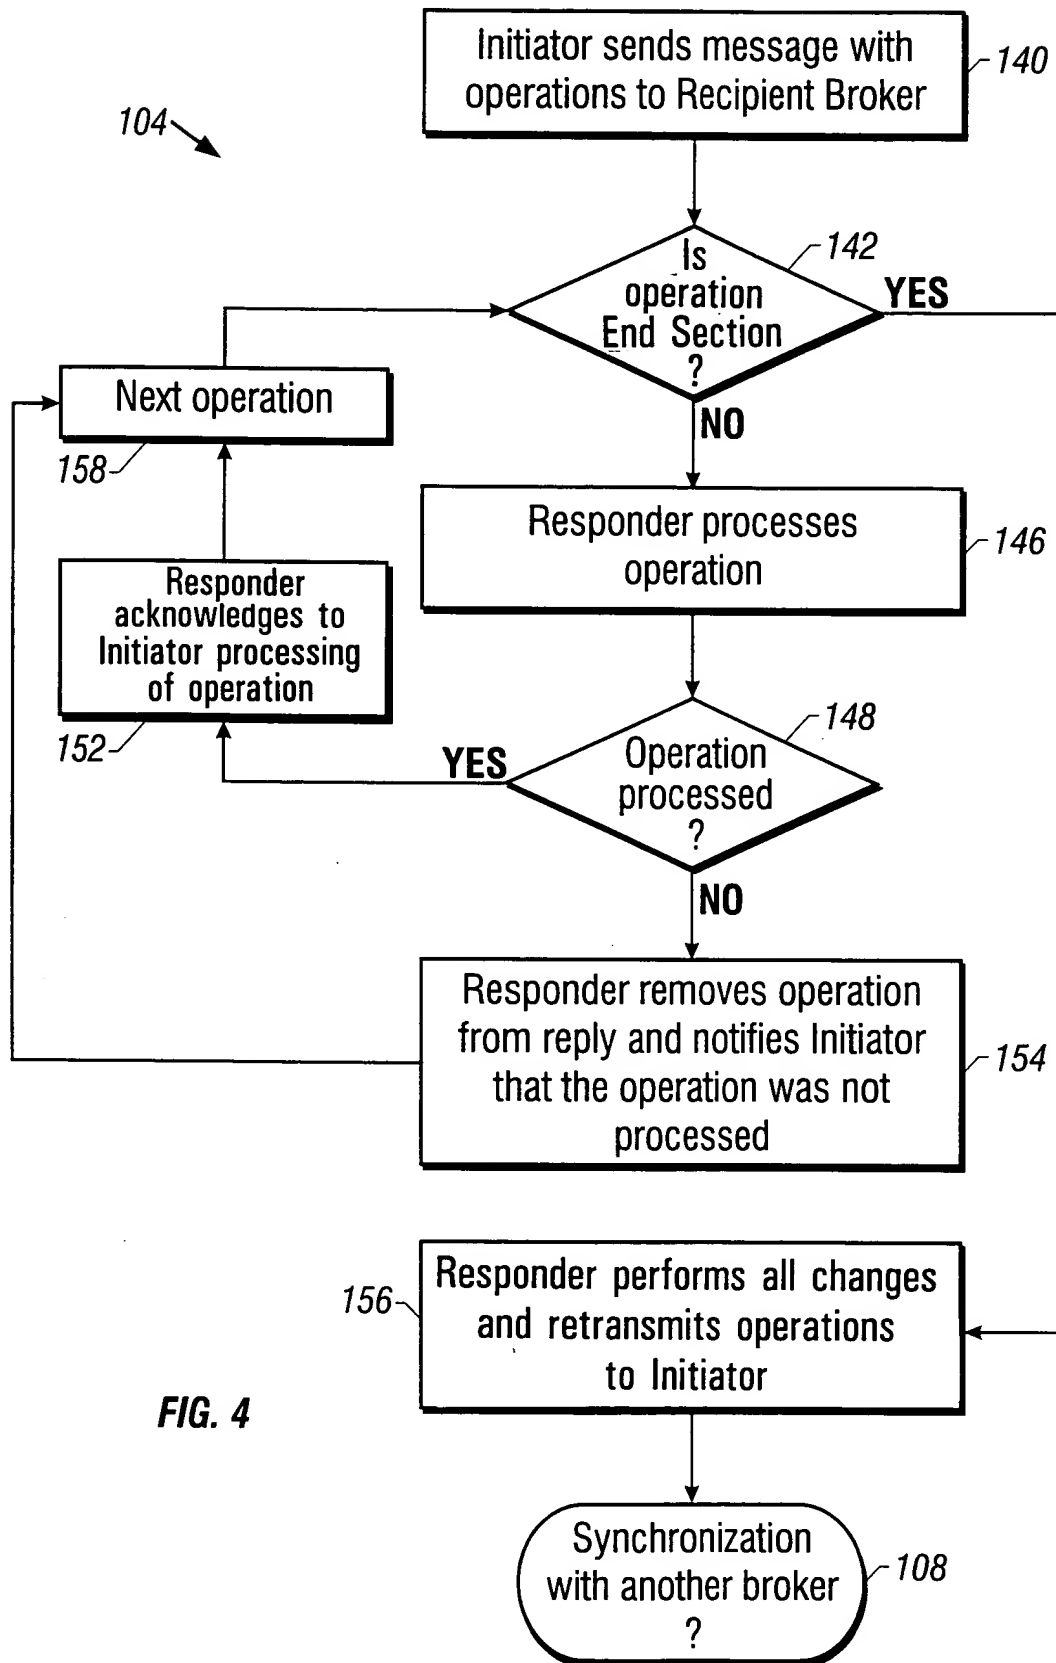 Initiator sends message with
operations to Recipient Broker
140
104
Is
operation
End Section
?
142
YES
NO
Next operation
158
Responder processes
operation
146
Responder
acknowledges to
Initiator processing
of operation
152
Operation
processed
?
148
YES
NO
Responder removes operation
from reply and notifies Initiator
that the operation was not
processed
154
Responder performs all changes
and retransmits operations
to Initiator
156
FIG. 4
Synchronization
with another broker
?
108